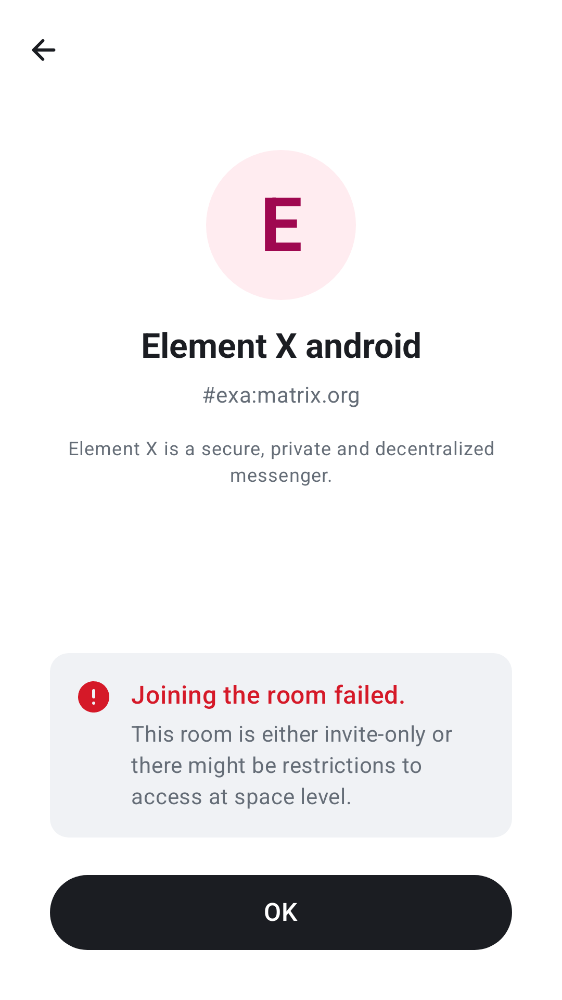 E
Element X android
#exa:matrix.org
Element X is a secure, private and decentralized
messenger.
Joining the room failed.
This room is either invite-only or
there might be restrictions to
access at space level.
OK